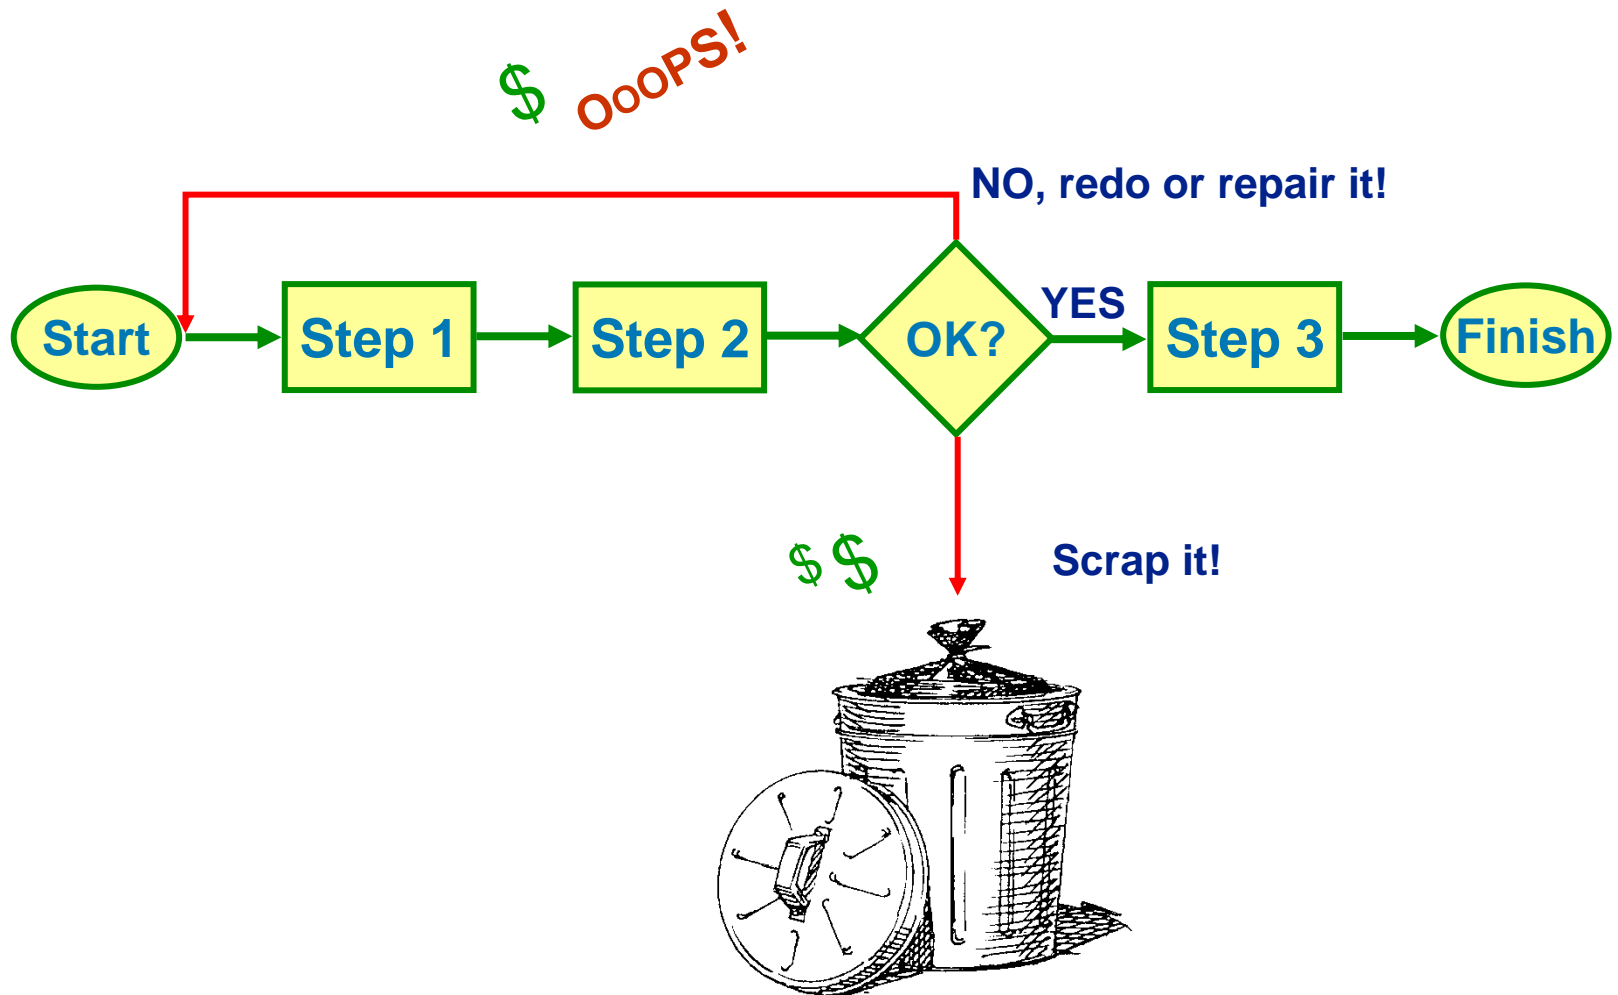 $ OoOPS!
NO, redo or repair it!
Start
Step 1
Step 2
OK?
YES
Step 3
Finish
$ $
Scrap it!